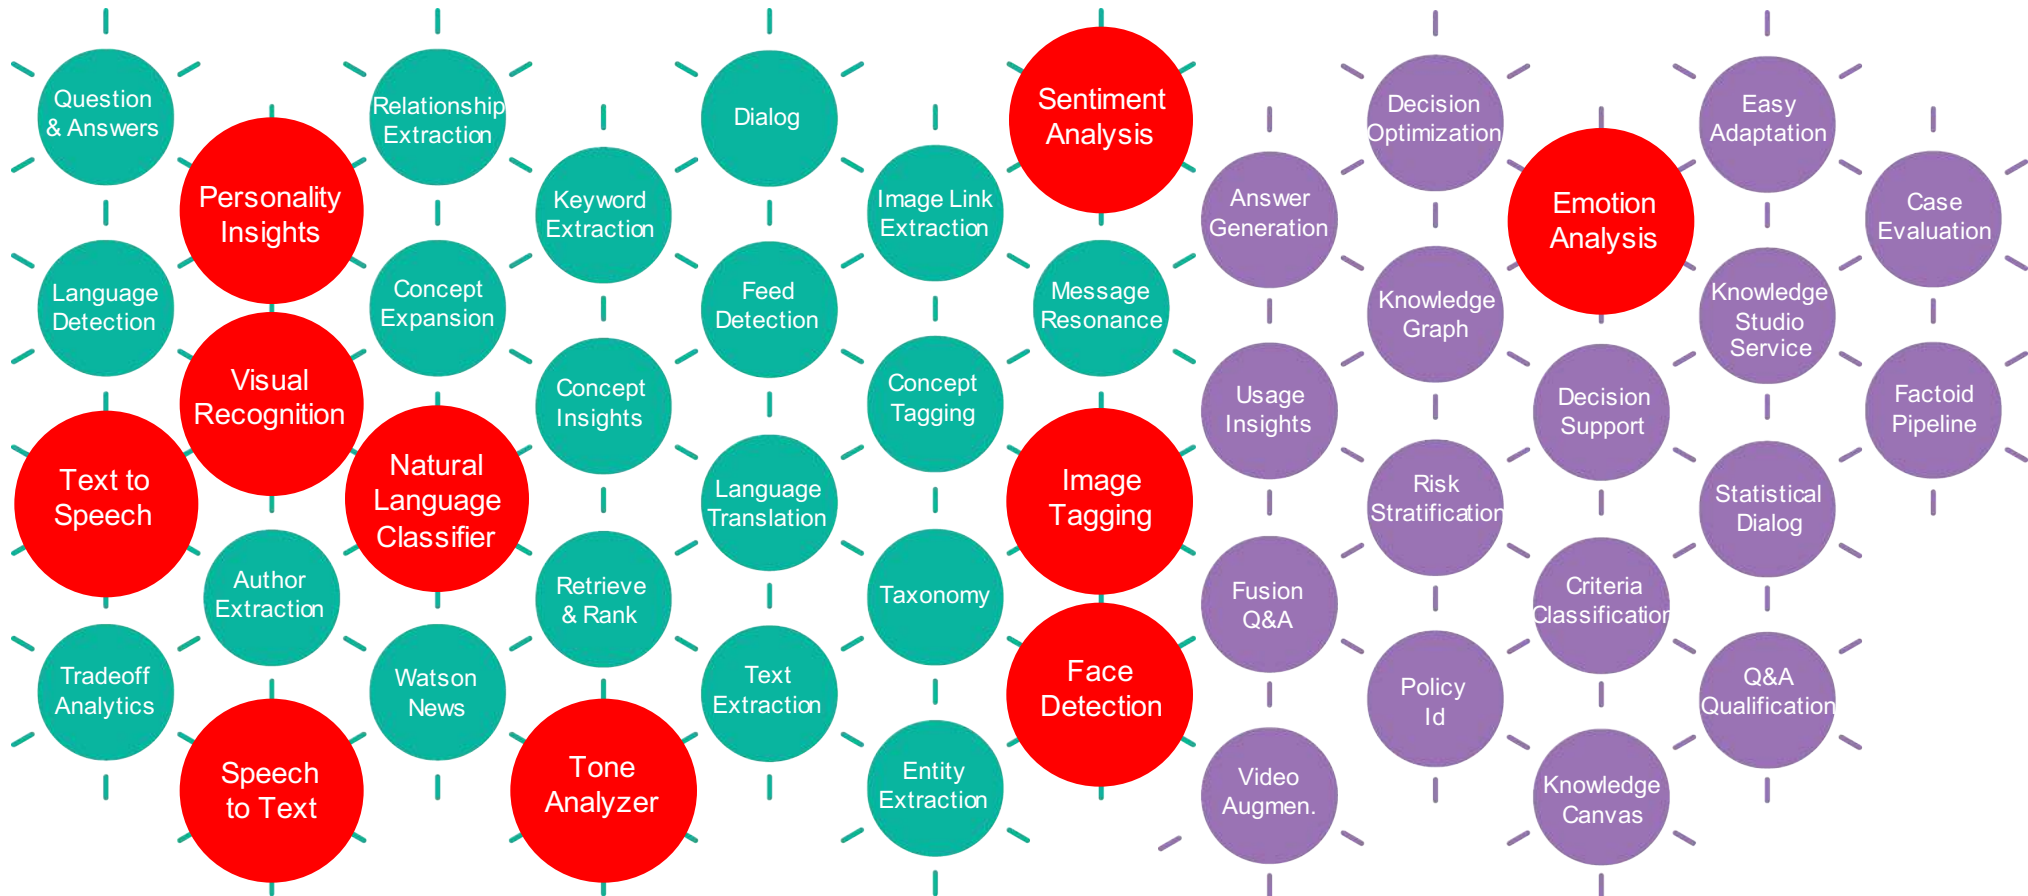 Question
& Answers
Relationship
Extraction
Dialog
Sentiment
Analysis
Decision
Optimization
Easy
Adaptation
Personality
Insights
Keyword
Extraction
Image Link
Extraction
Answer
Generation
Emotion
Analysis
Case
Evaluation
Language
Detection
Concept
Expansion
Feed
Detection
Message
Resonance
Knowledge
Graph
Knowledge
Studio
Service
Visual
Recognition
Concept
Insights
Concept
Tagging
Usage
Insights
Decision
Support
Factoid
Pipeline
Text to
Speech
Natural
Language
Classifier
Language
Translation
Image
Tagging
Risk
Stratification
Statistical
Dialog
Author
Extraction
Retrieve
& Rank
Taxonomy
Fusion
Q&A
Criteria
Classification
Tradeoff
Analytics
Watson
News
Text
Extraction
Face
Detection
Policy
Id
Q&A
Qualification
Speech
to Text
Tone
Analyzer
Entity
Extraction
Video
Augmen.
Knowledge
Canvas